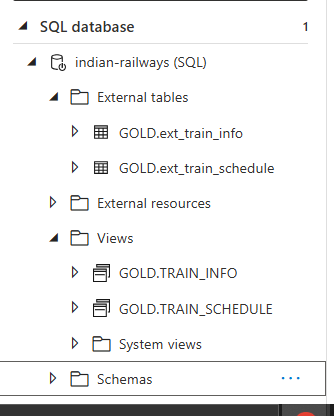 SQL database 1
indian-railways (SQL)
External tables
GOLD.ext_train_info
GOLD.ext_train_schedule
External resources
Views
GOLD.TRAIN_INFO
GOLD.TRAIN_SCHEDULE
System views
Schemas ...